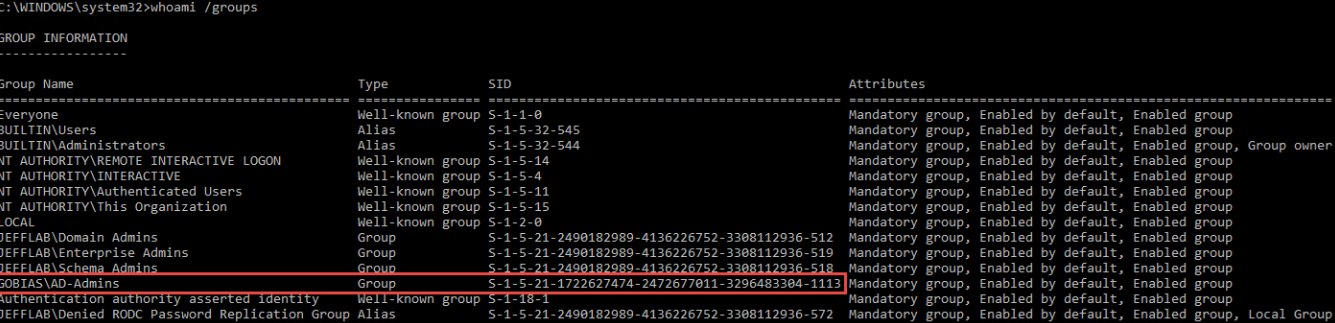 C:\WINDOWS\system32>whoami /groups
GROUP INFORMATION
-----------------
Group Name Type SID Attributes
============================================= ================ ============================================== ===============================================================
Everyone Well-known group S-1-1-0 Mandatory group, Enabled by default, Enabled group
BUILTIN\Users Alias S-1-5-32-545 Mandatory group, Enabled by default, Enabled group
BUILTIN\Administrators Alias S-1-5-32-544 Mandatory group, Enabled by default, Enabled group, Group owner
NT AUTHORITY\REMOTE INTERACTIVE LOGON Well-known group S-1-5-14 Mandatory group, Enabled by default, Enabled group
NT AUTHORITY\INTERACTIVE Well-known group S-1-5-4 Mandatory group, Enabled by default, Enabled group
NT AUTHORITY\Authenticated Users Well-known group S-1-5-11 Mandatory group, Enabled by default, Enabled group
NT AUTHORITY\This Organization Well-known group S-1-5-15 Mandatory group, Enabled by default, Enabled group
LOCAL Well-known group S-1-2-0 Mandatory group, Enabled by default, Enabled group
JEFFLAB\Domain Admins Group S-1-5-21-2490182989-4136226752-3308112936-512 Mandatory group, Enabled by default, Enabled group
JEFFLAB\Enterprise Admins Group S-1-5-21-2490182989-4136226752-3308112936-519 Mandatory group, Enabled by default, Enabled group
JEFFLAB\Schema Admins Group S-1-5-21-2490182989-4136226752-3308112936-518 Mandatory group, Enabled by default, Enabled group
GOBIAS\AD-Admins Group S-1-5-21-1722627474-2472677011-3296483304-1113 Mandatory group, Enabled by default, Enabled group
Authentication authority asserted identity Well-known group S-1-18-1 Mandatory group, Enabled by default, Enabled group
JEFFLAB\Denied RODC Password Replication Group Alias S-1-5-21-2490182989-4136226752-3308112936-572 Mandatory group, Enabled by default, Enabled group, Local Group